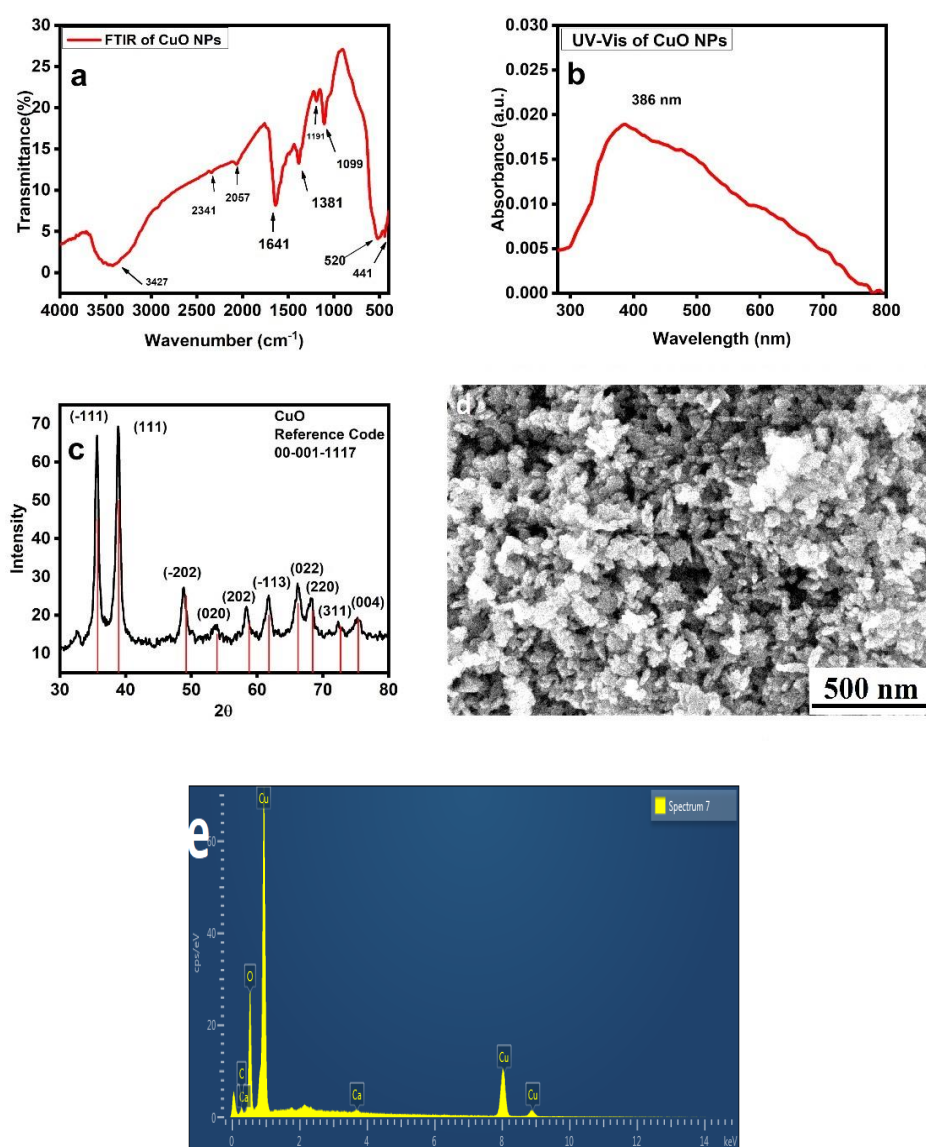 FTIR of CuO NPs
a
Transmittance(%)
30
25
20
15
10
5
0
2341
2057
1641
1381
1191
1099
3427
520
441
4000 3500 3000 2500 2000 1500 1000 500
Wavenumber (cm-1)
UV-Vis of CuO NPs
b
386 nm
Absorbance (a.u.)
0.030
0.025
0.020
0.015
0.010
0.005
0.000
300 400 500 600 700 800
Wavelength (nm)
c
CuO
Reference Code
00-001-1117
(-111)
(111)
(-202)
(020)
(202)
(-113)
(022)
(220)
(311)
(004)
Intensity
70
60
50
40
30
20
10
30 40 50 60 70 80
2θ
d
500 nm
e
Spectrum 7
cps/eV
60
40
20
0
Cu
O
C
Ca
Ca
Cu
Cu
0 2 4 6 8 10 12 14 keV